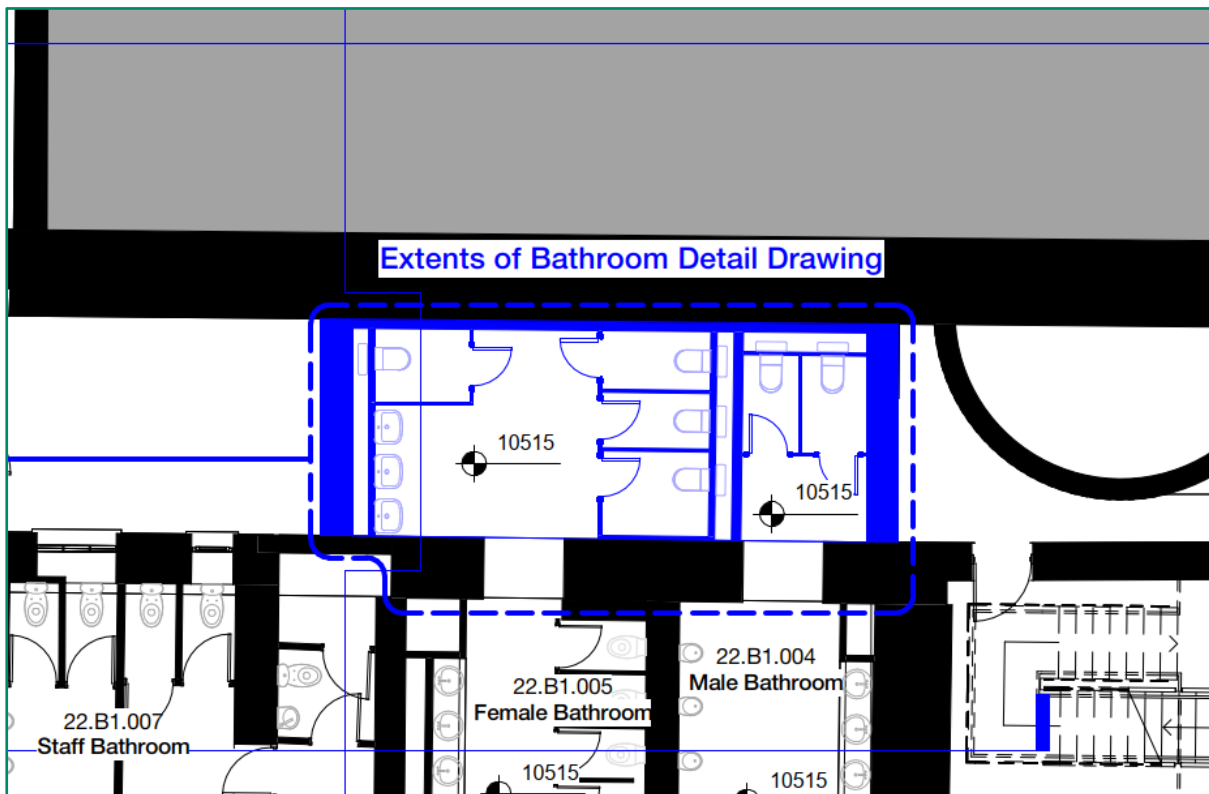 Extents of Bathroom Detail Drawing
10515
10515
22.B1.004
Male Bathroom
22.B1.005
Female Bathroom
22.B1.007
Staff Bathroom
10515
10515